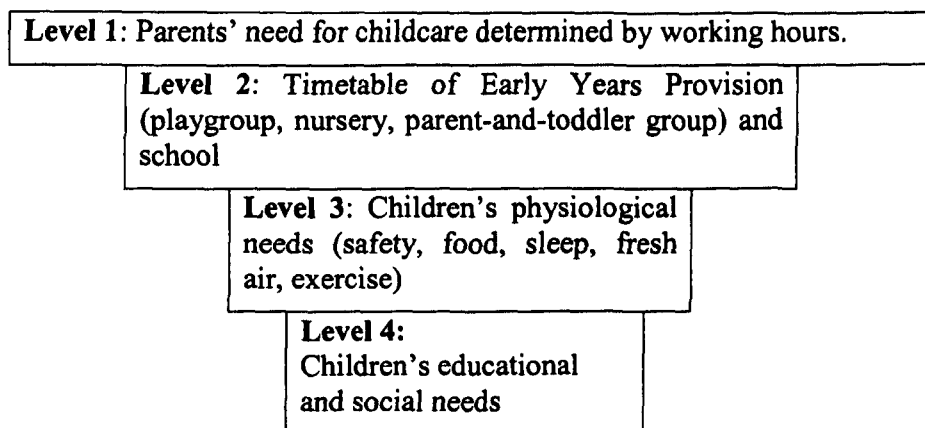 Level 1: Parents’ need for childcare determined by working hours.
Level 2: Timetable of Early Years Provision
(playgroup, nursery, parent-and-toddler group) and
school
Level 3: Children’s physiological
needs (safety, food, sleep, fresh
air, exercise)
Level 4:
Children’s educational
and social needs